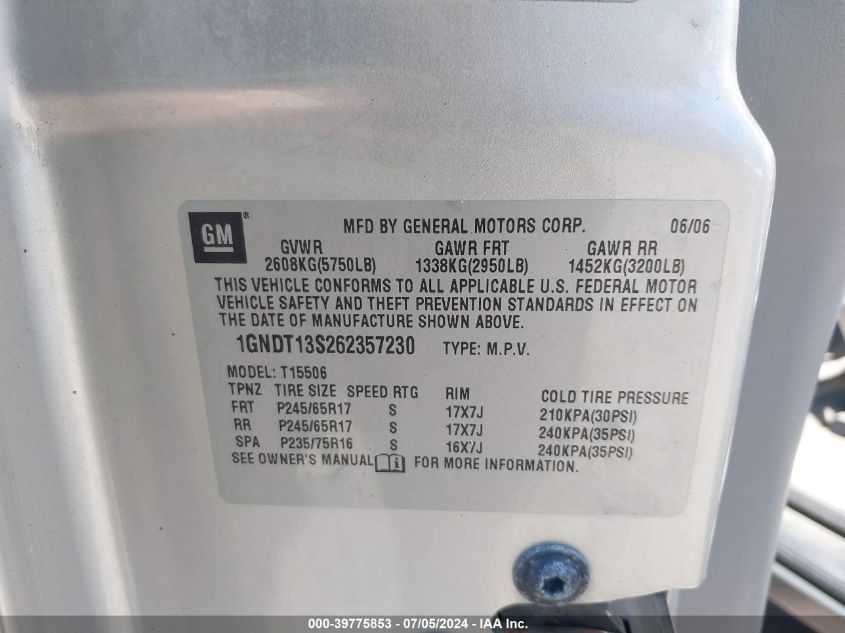 GM ® MFD BY GENERAL MOTORS CORP. 06/06
GVWR GAWR FRT GAWR RR
2608KG(5750LB) 1338KG(2950LB) 1452KG(3200LB)
THIS VEHICLE CONFORMS TO ALL APPLICABLE U.S. FEDERAL MOTOR
VEHICLE SAFETY AND THEFT PREVENTION STANDARDS IN EFFECT ON
THE DATE OF MANUFACTURE SHOWN ABOVE.
1GNDT13S262357230 TYPE: M.P.V.
MODEL: T15506
TPNZ TIRE SIZE SPEED RTG RIM COLD TIRE PRESSURE
FRT P245/65R17 S 17X7J 210KPA(30PSI)
RR P245/65R17 S 17X7J 240KPA(35PSI)
SPA P235/75R16 S 16X7J 240KPA(35PSI)
SEE OWNER'S MANUAL i FOR MORE INFORMATION.
000-39775853 - 07/05/2024 - IAA Inc.